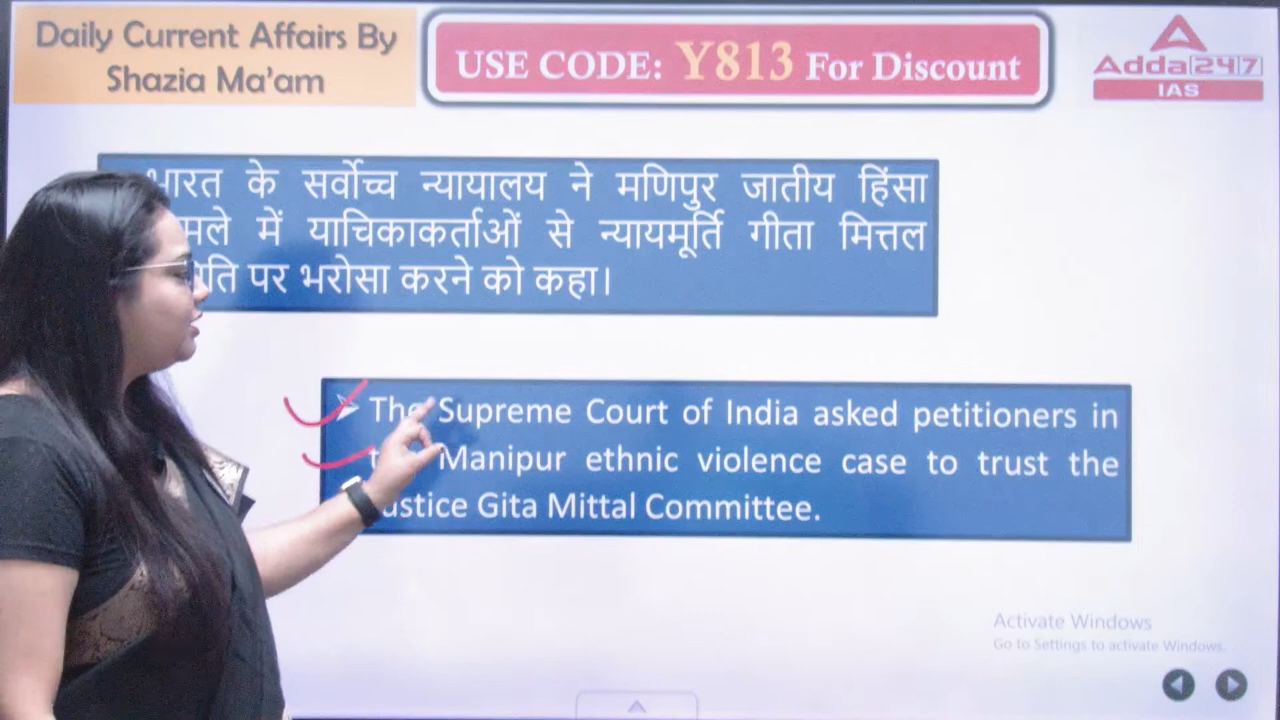 Daily Current Affairs By
Shazia Ma'am
USE CODE: Y813 For Discount
Adda247
IAS
भारत के सर्वोच्च न्यायालय ने मणिपुर जातीय हिंसा
में याचिकाकर्ताओं से न्यायमूर्ति गीता मित्तल
पर भरोसा करने को कहा।
➤ The Supreme Court of India asked petitioners in
Manipur ethnic violence case to trust the
Justice Gita Mittal Committee.
Activate Windows
Go to Settings to activate Windows.